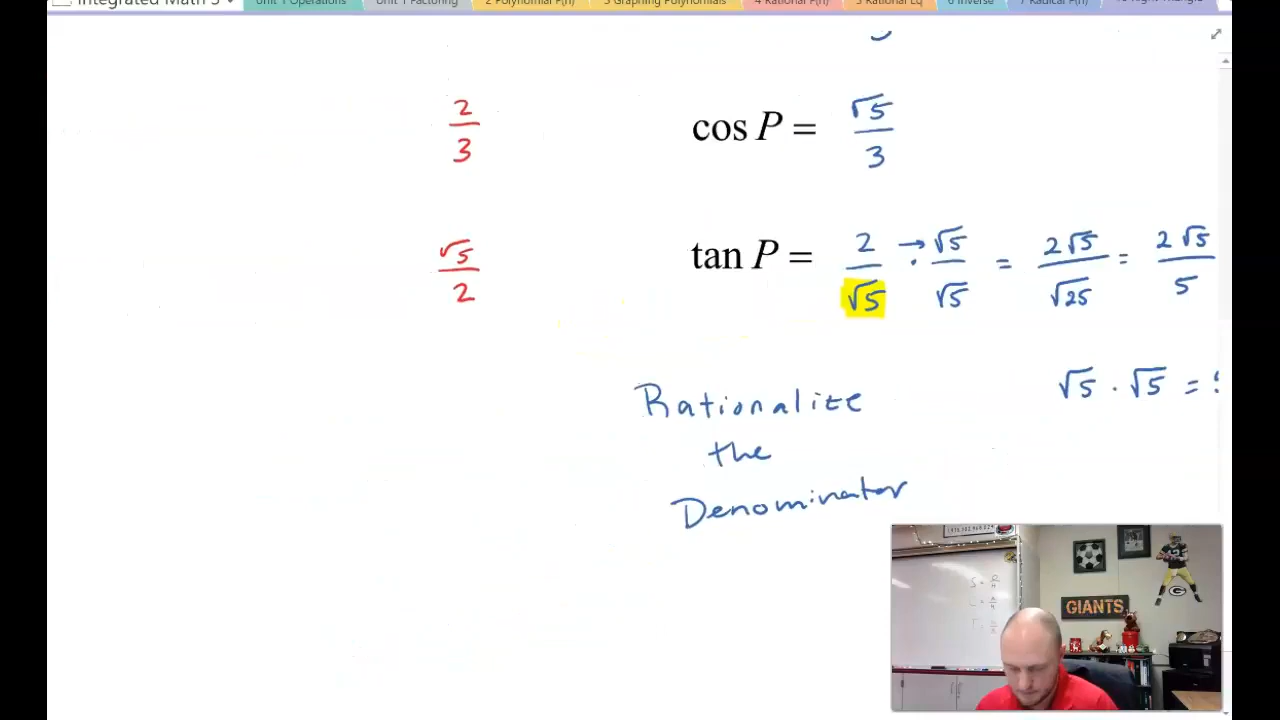 Integrated Math 3
Unit 1 Operations
Unit 1 Factoring
2 Polynomial F(n)
3 Graphing Polynomials
4 Rational F(n)
5 Rational Eq
6 Inverse
7 Radical F(n)
2/3
cos P = √5/3
√5/2
tan P = 2/√5 → · √5/√5 = 2√5/√25 = 2√5/5
√5 · √5 =
Rationalize
the
Denominator
GIANTS
G
S = O/H